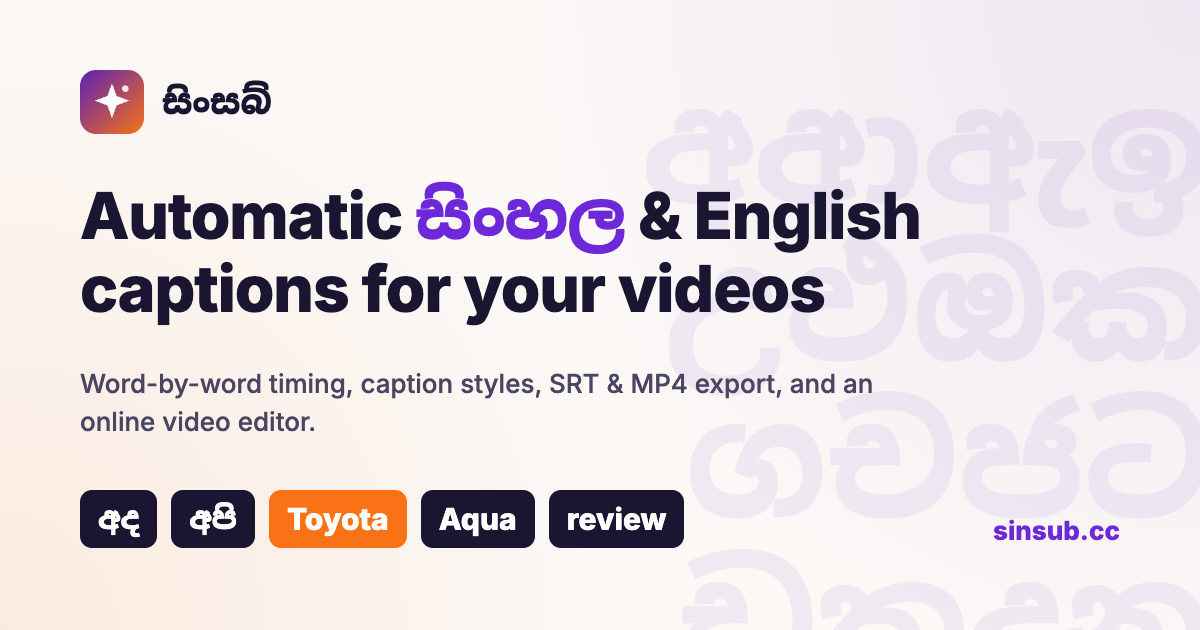 සිංසබ්
Automatic සිංහල & English
captions for your videos
Word-by-word timing, caption styles, SRT & MP4 export, and an
online video editor.
අද අපි Toyota Aqua review
sinsub.cc